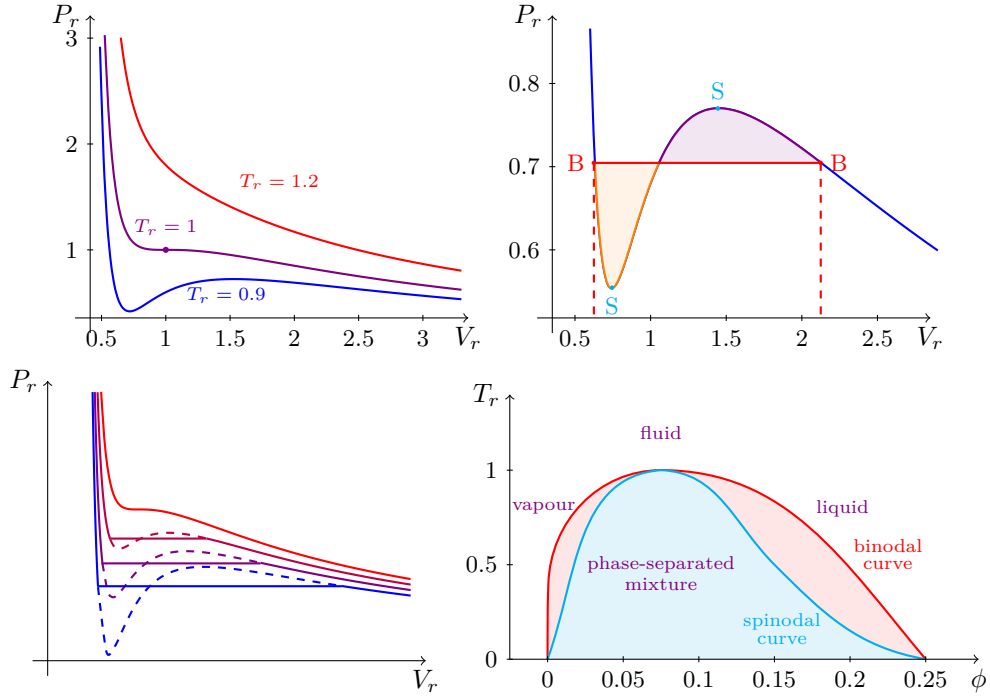 P_r
3
2
1
T_r = 1.2
T_r = 1
T_r = 0.9
0.5
1
1.5
2
2.5
3
V_r
P_r
0.8
0.7
0.6
S
B
B
S
0.5
1
1.5
2
2.5
V_r
P_r
V_r
T_r
fluid
1
vapour
liquid
binodal
curve
0.5
phase-separated
mixture
spinodal
curve
0
0
0.05
0.1
0.15
0.2
0.25
ϕ